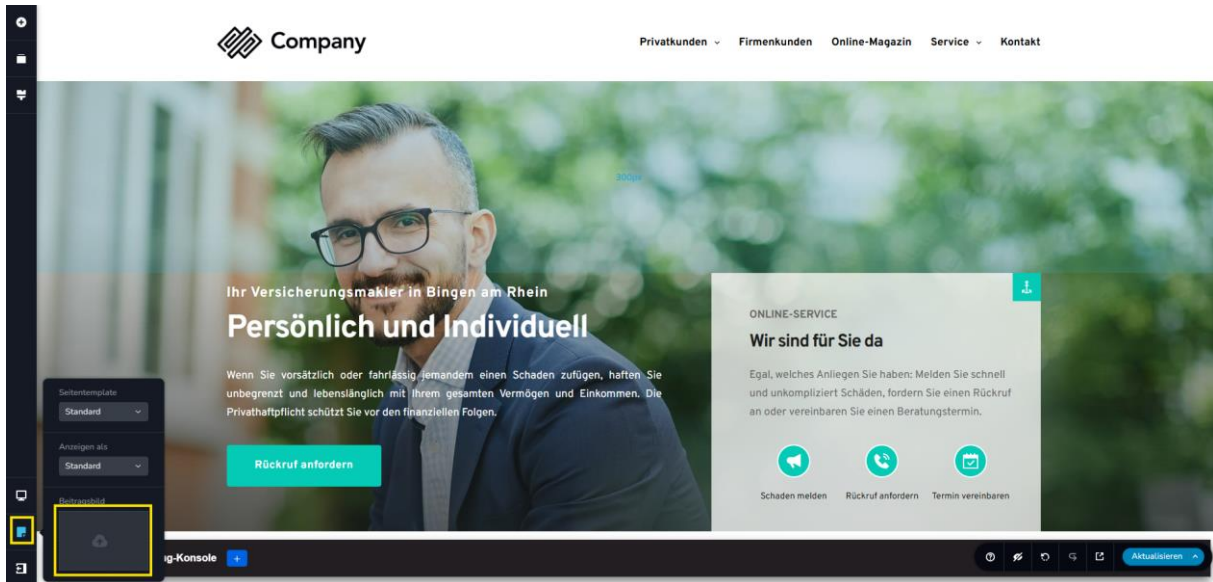 Company
Privatkunden Firmenkunden Online-Magazin Service Kontakt
300px
Ihr Versicherungsmakler in Bingen am Rhein
Persönlich und Individuell
Wenn Sie vorsätzlich oder fahrlässig jemandem einen Schaden zufügen, haften Sie
unbegrenzt und lebenslänglich mit Ihrem gesamten Vermögen und Einkommen. Die
Privathaftpflicht schützt Sie vor den finanziellen Folgen.
Rückruf anfordern
ONLINE-SERVICE
Wir sind für Sie da
Egal, welches Anliegen Sie haben: Melden Sie schnell
und unkompliziert Schäden, fordern Sie einen Rückruf
an oder vereinbaren Sie einen Beratungstermin.
Schaden melden Rückruf anfordern Termin vereinbaren
Seitentemplate
Standard
Anzeigen als
Standard
Beitragsbild
ug-Konsole +
Aktualisieren